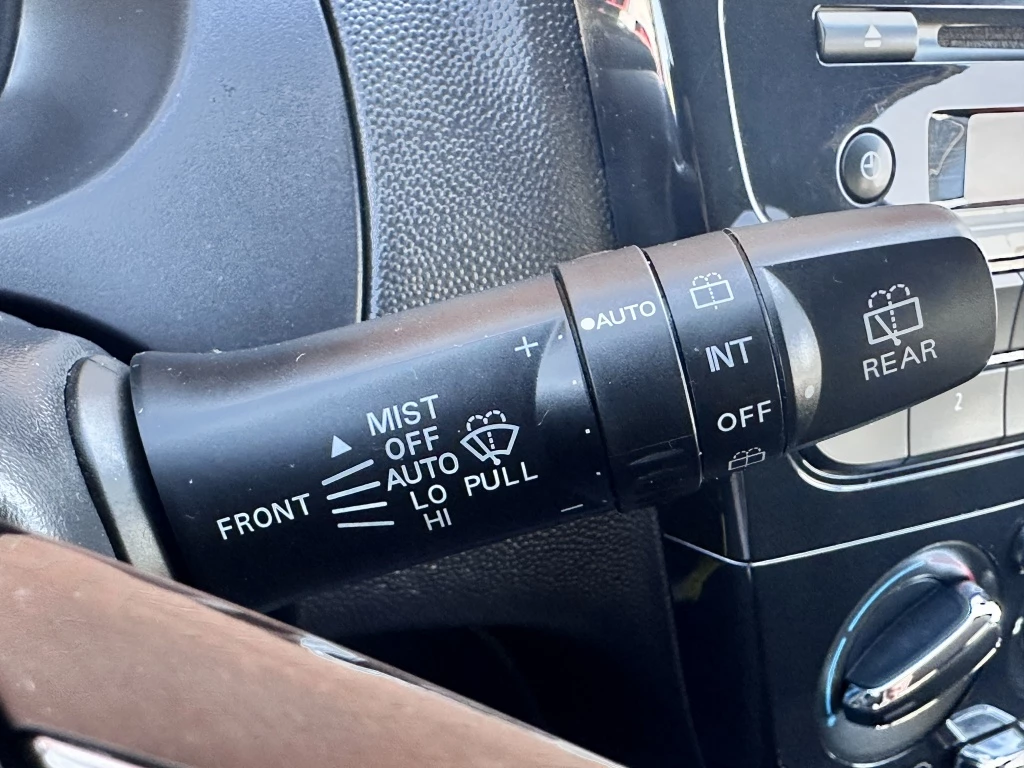 MIST
OFF
AUTO
LO
HI
FRONT
PULL
+
−
●AUTO
INT
OFF
REAR
2